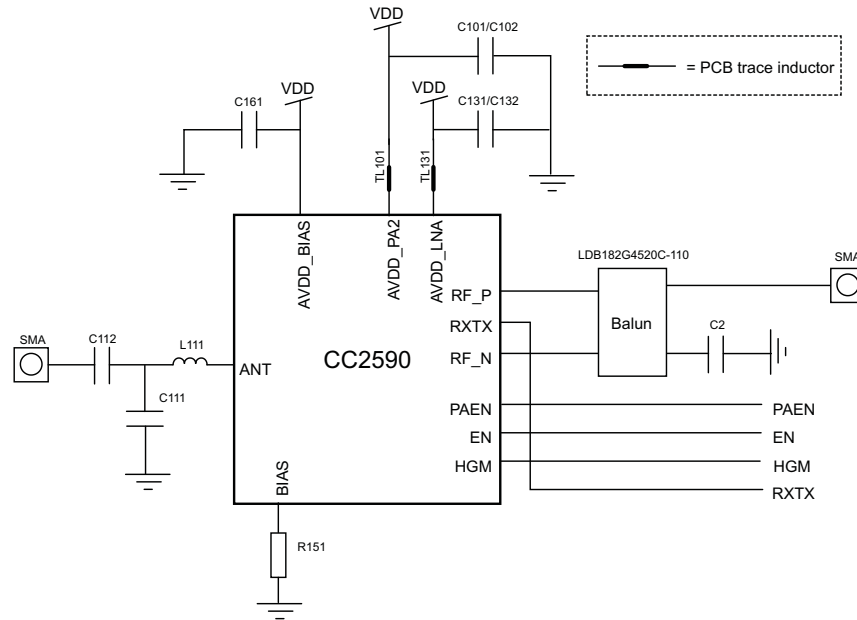 VDD
C101/C102
= PCB trace inductor
VDD
VDD
C161
C131/C132
TL101
TL131
AVDD_BIAS
AVDD_PA2
AVDD_LNA
LDB182G4520C-110
SMA
RF_P
RXTX
Balun
C2
SMA
C112
L111
ANT
CC2590
RF_N
C111
PAEN
PAEN
EN
EN
HGM
HGM
BIAS
RXTX
R151